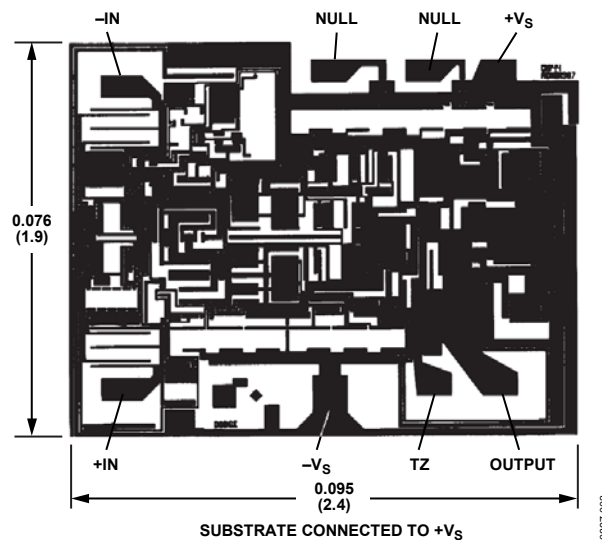 –IN
NULL
NULL
+VS
0.076
(1.9)
+IN
–VS
TZ
OUTPUT
0.095
(2.4)
SUBSTRATE CONNECTED TO +VS